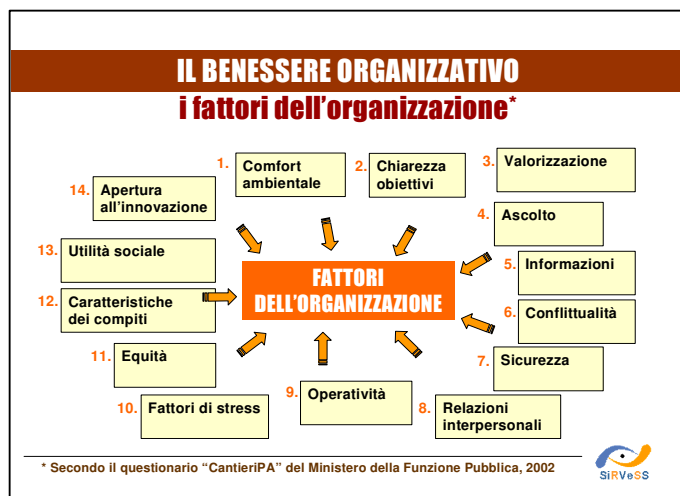 IL BENESSERE ORGANIZZATIVO
i fattori dell'organizzazione*
1. Comfort
ambientale
2. Chiarezza
obiettivi
3. Valorizzazione
4. Ascolto
5. Informazioni
6. Conflittualità
7. Sicurezza
8. Relazioni
interpersonali
9. Operatività
10. Fattori di stress
11. Equità
12. Caratteristiche
dei compiti
13. Utilità sociale
14. Apertura
all'innovazione
FATTORI
DELL'ORGANIZZAZIONE
* Secondo il questionario “CantieriPA” del Ministero della Funzione Pubblica, 2002
SiRVeSS